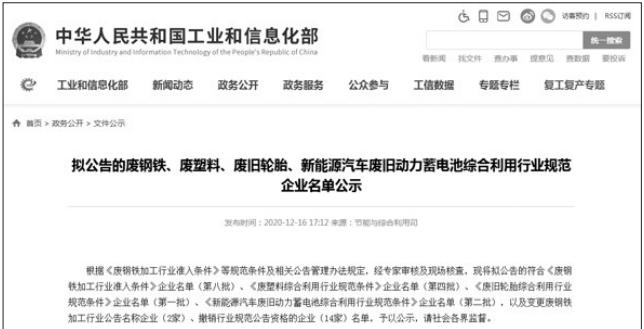 访客预约 | RSS订阅
中华人民共和国工业和信息化部
Ministry of Industry and Information Technology of the People's Republic of China
统一搜索
看新闻 找文件 查办事 提意见 查数据 要投诉
工业和信息化部 新闻动态 政务公开 政务服务 公众参与 工信数据 专题专栏 复工复产专题
首页 > 政务公开 > 文件公示
拟公告的废钢铁、废塑料、废旧轮胎、新能源汽车废旧动力蓄电池综合利用行业规范
企业名单公示
发布时间：2020-12-16 17:12 来源：节能与综合利用司
根据《废钢铁加工行业准入条件》等规范条件及相关公告管理办法规定，经专家审核及现场核查，现将拟公告的符合《废钢
铁加工行业准入条件》企业名单（第八批）、《废塑料综合利用行业规范条件》企业名单（第四批）、《废旧轮胎综合利用行业
规范条件》企业名单（第一批）、《新能源汽车废旧动力蓄电池综合利用行业规范条件》企业名单（第二批），以及变更废钢铁
加工行业公告名称企业（2家）、撤销行业规范公告资格的企业（14家）名单，予以公示，请社会各界监督。